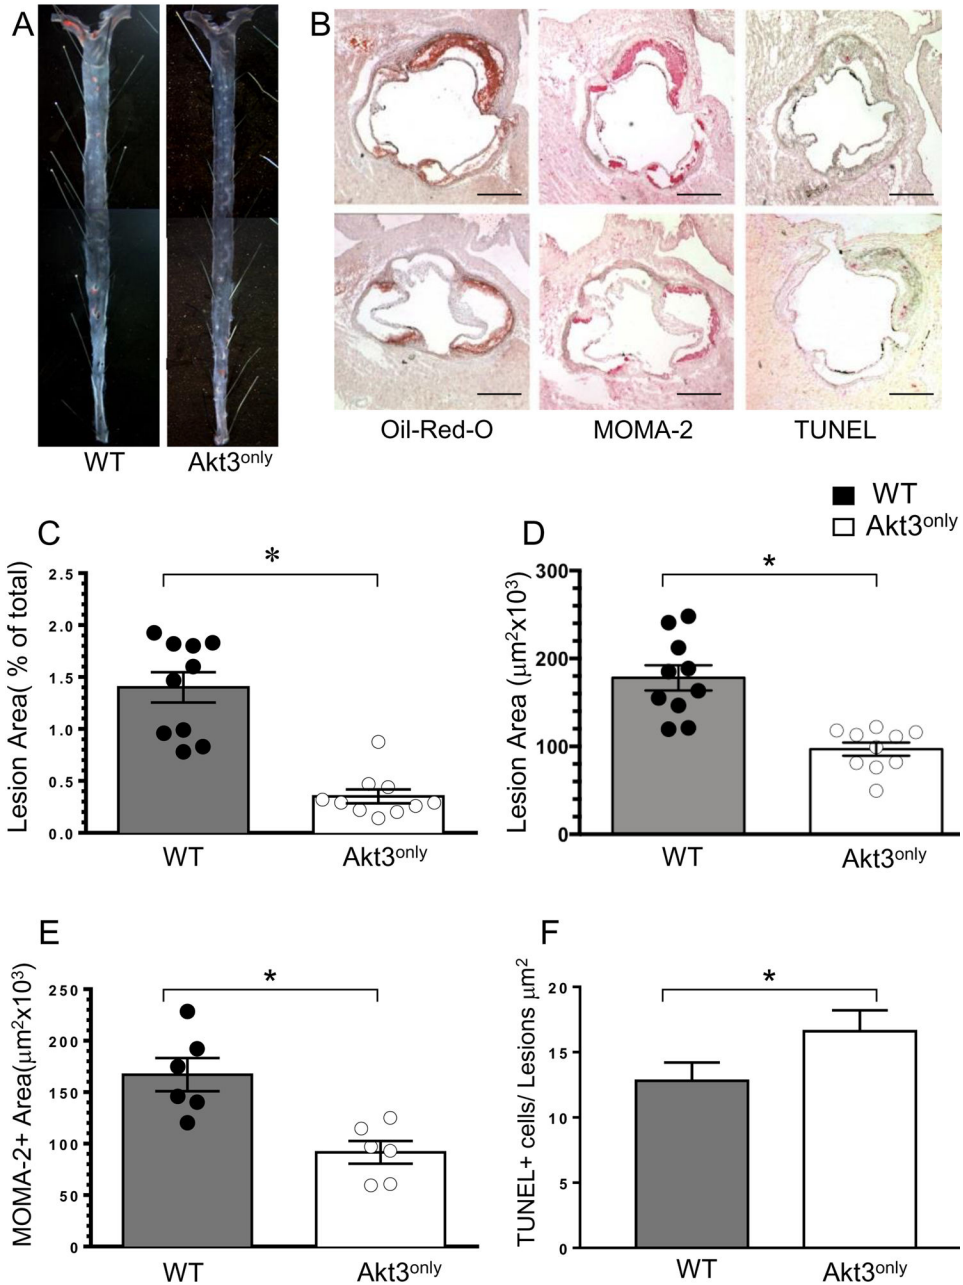 A
B
WT
Akt3only
Oil-Red-O
MOMA-2
TUNEL
WT
Akt3only
C
*
Lesion Area( % of total)
2.5
2.0
1.5
1.0
0.5
0.0
WT
Akt3only
D
*
Lesion Area (μm²x10³)
300
200
100
0
WT
Akt3only
E
*
MOMA-2+ Area(μm²x10³)
250
200
150
100
50
0
WT
Akt3only
F
*
TUNEL+ cells/ Lesions μm²
20
15
10
5
0
WT
Akt3only